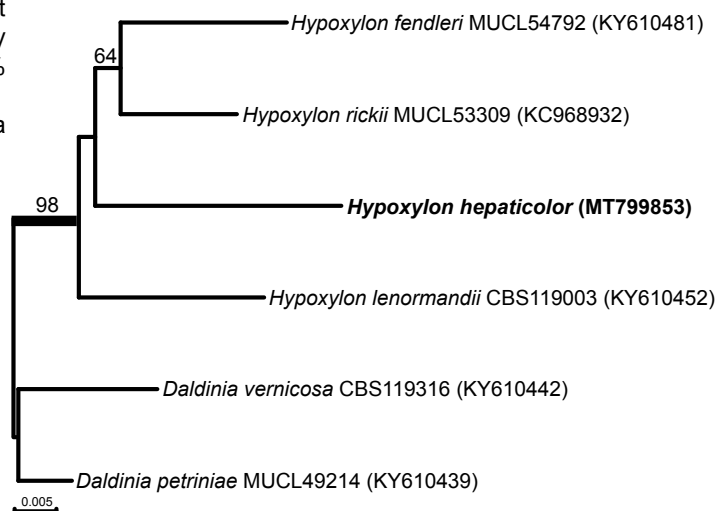 t
y
%
a
Hypoxylon fendleri MUCL54792 (KY610481)
64
Hypoxylon rickii MUCL53309 (KC968932)
98
Hypoxylon hepaticolor (MT799853)
Hypoxylon lenormandii CBS119003 (KY610452)
Daldinia vernicosa CBS119316 (KY610442)
Daldinia petriniae MUCL49214 (KY610439)
0.005